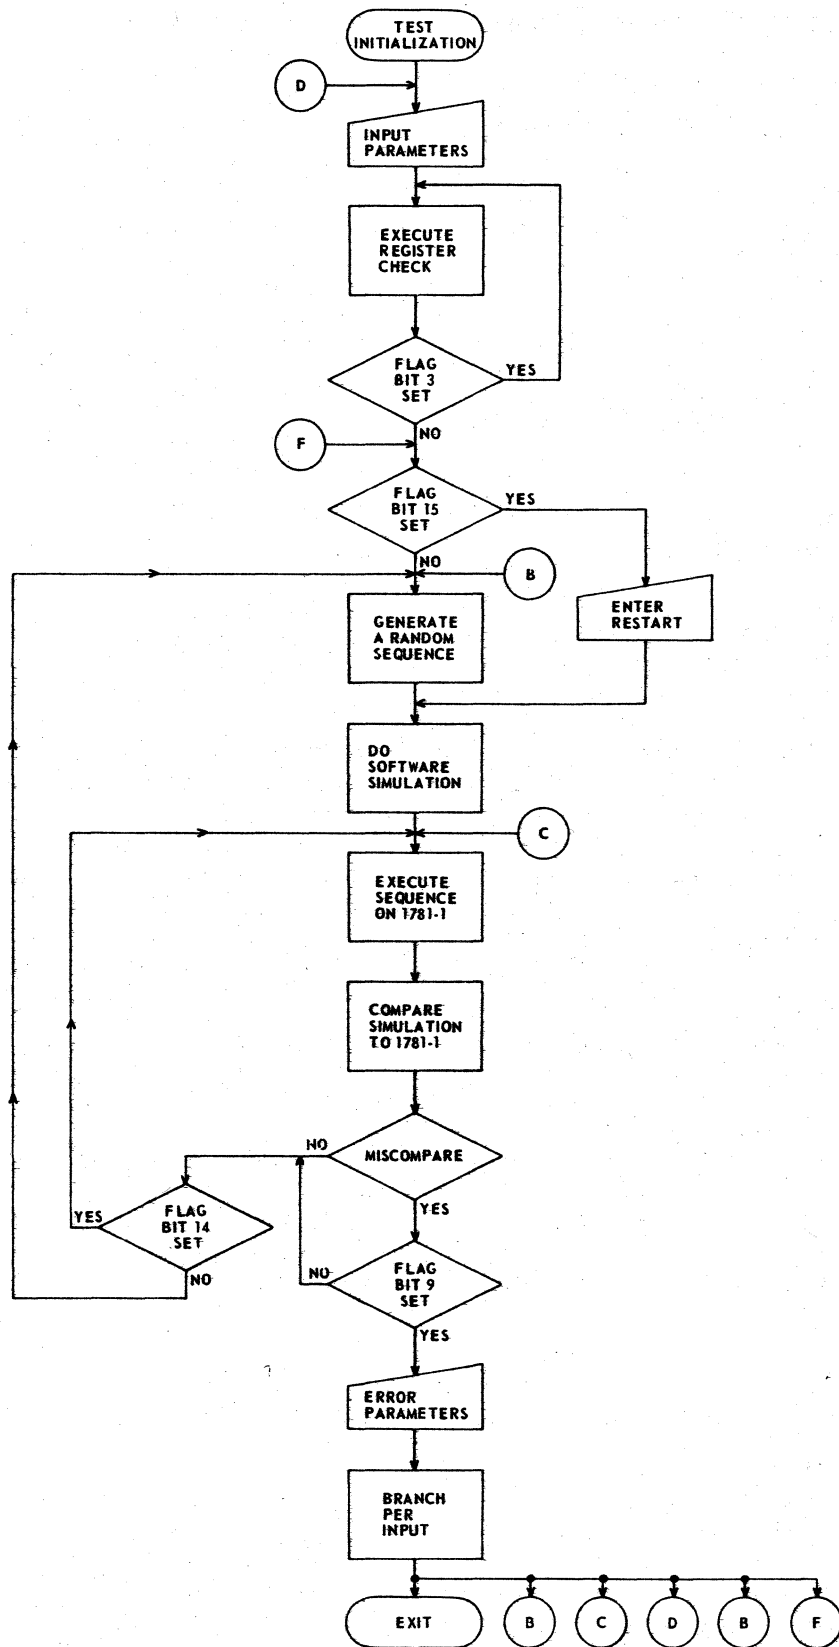 TEST
INITIALIZATION
D
INPUT
PARAMETERS
EXECUTE
REGISTER
CHECK
FLAG
BIT 3
SET
YES
NO
F
FLAG
BIT 15
SET
YES
NO
B
ENTER
RESTART
GENERATE
A RANDOM
SEQUENCE
DO
SOFTWARE
SIMULATION
C
EXECUTE
SEQUENCE
ON 1781-1
COMPARE
SIMULATION
TO 1781-1
MISCOMPARE
NO
YES
FLAG
BIT 14
SET
YES
NO
FLAG
BIT 9
SET
NO
YES
ERROR
PARAMETERS
BRANCH
PER
INPUT
EXIT
B
C
D
B
F